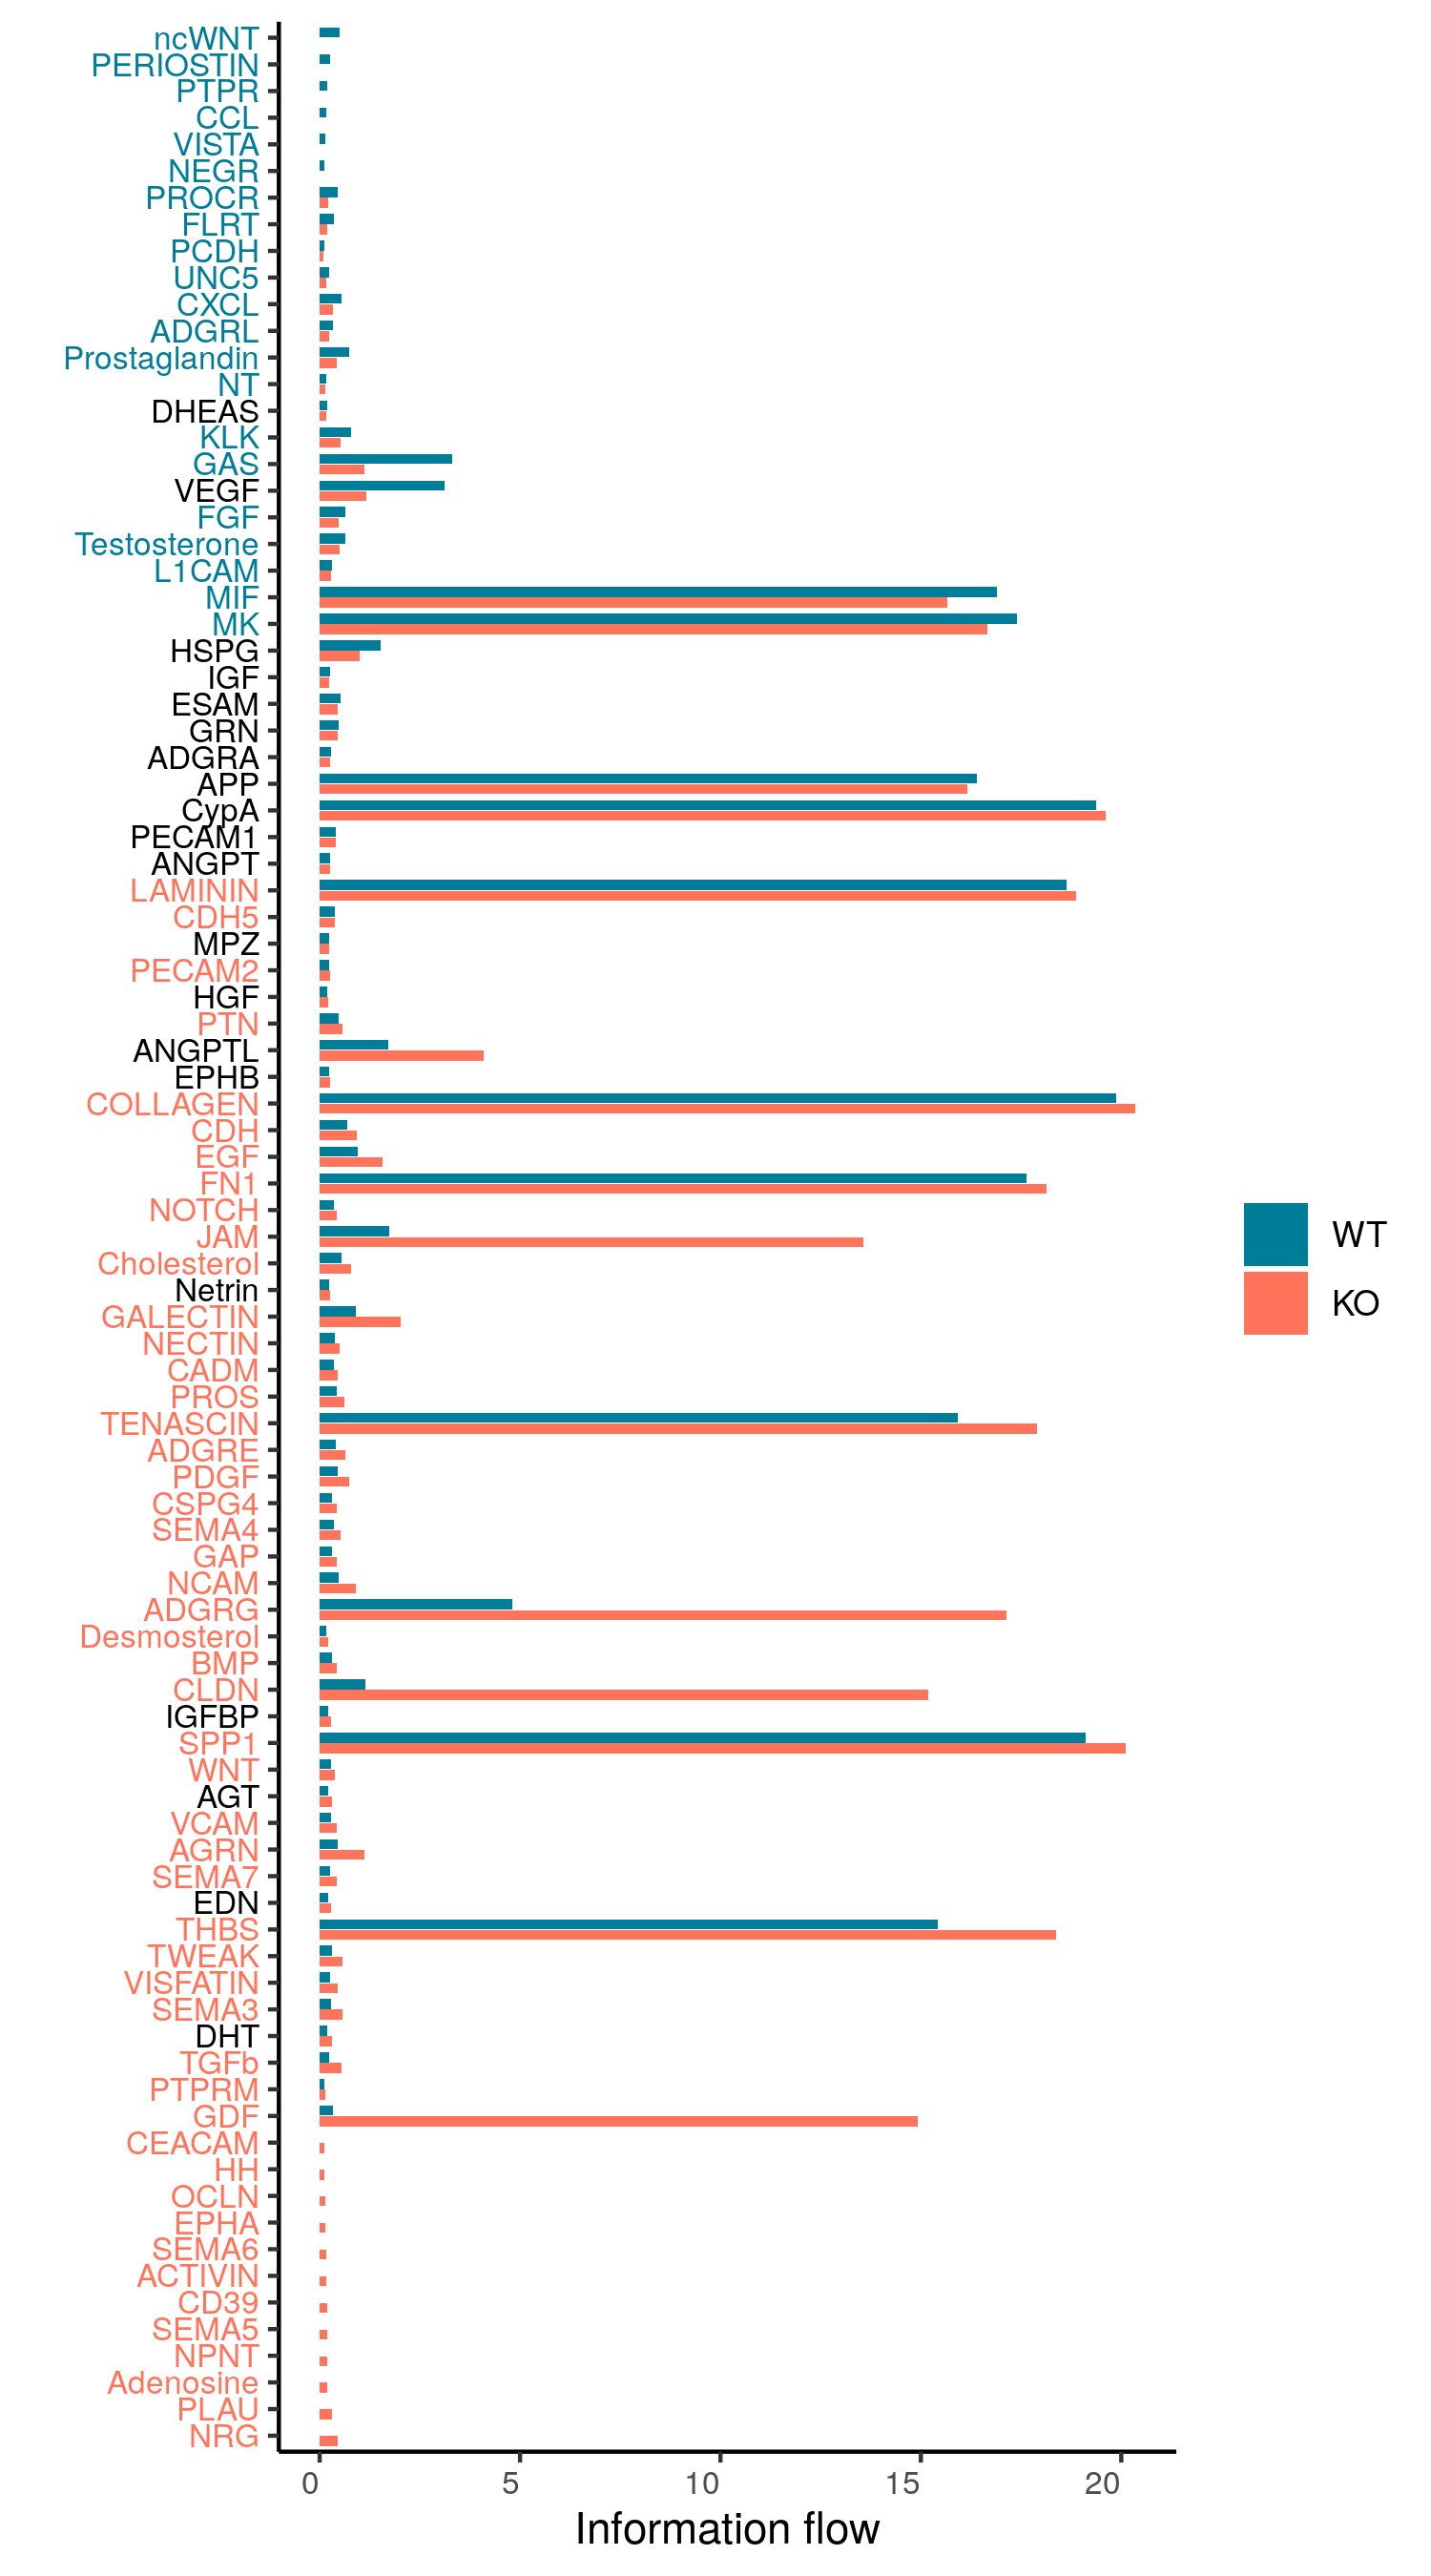 ncWNT
PERIOSTIN
PTPR
CCL
VISTA
NEGR
PROCR
FLRT
PCDH
UNC5
CXCL
ADGRL
Prostaglandin
NT
DHEAS
KLK
GAS
VEGF
FGF
Testosterone
L1CAM
MIF
MK
HSPG
IGF
ESAM
GRN
ADGRA
APP
CypA
PECAM1
ANGPT
LAMININ
CDH5
MPZ
PECAM2
HGF
PTN
ANGPTL
EPHB
COLLAGEN
CDH
EGF
FN1
NOTCH
JAM
Cholesterol
Netrin
GALECTIN
NECTIN
CADM
PROS
TENASCIN
ADGRE
PDGF
CSPG4
SEMA4
GAP
NCAM
ADGRG
Desmosterol
BMP
CLDN
IGFBP
SPP1
WNT
AGT
VCAM
AGRN
SEMA7
EDN
THBS
TWEAK
VISFATIN
SEMA3
DHT
TGFb
PTPRM
GDF
CEACAM
HH
OCLN
EPHA
SEMA6
ACTIVIN
CD39
SEMA5
NPNT
Adenosine
PLAU
NRG
0 5 10 15 20
Information flow
WT
KO